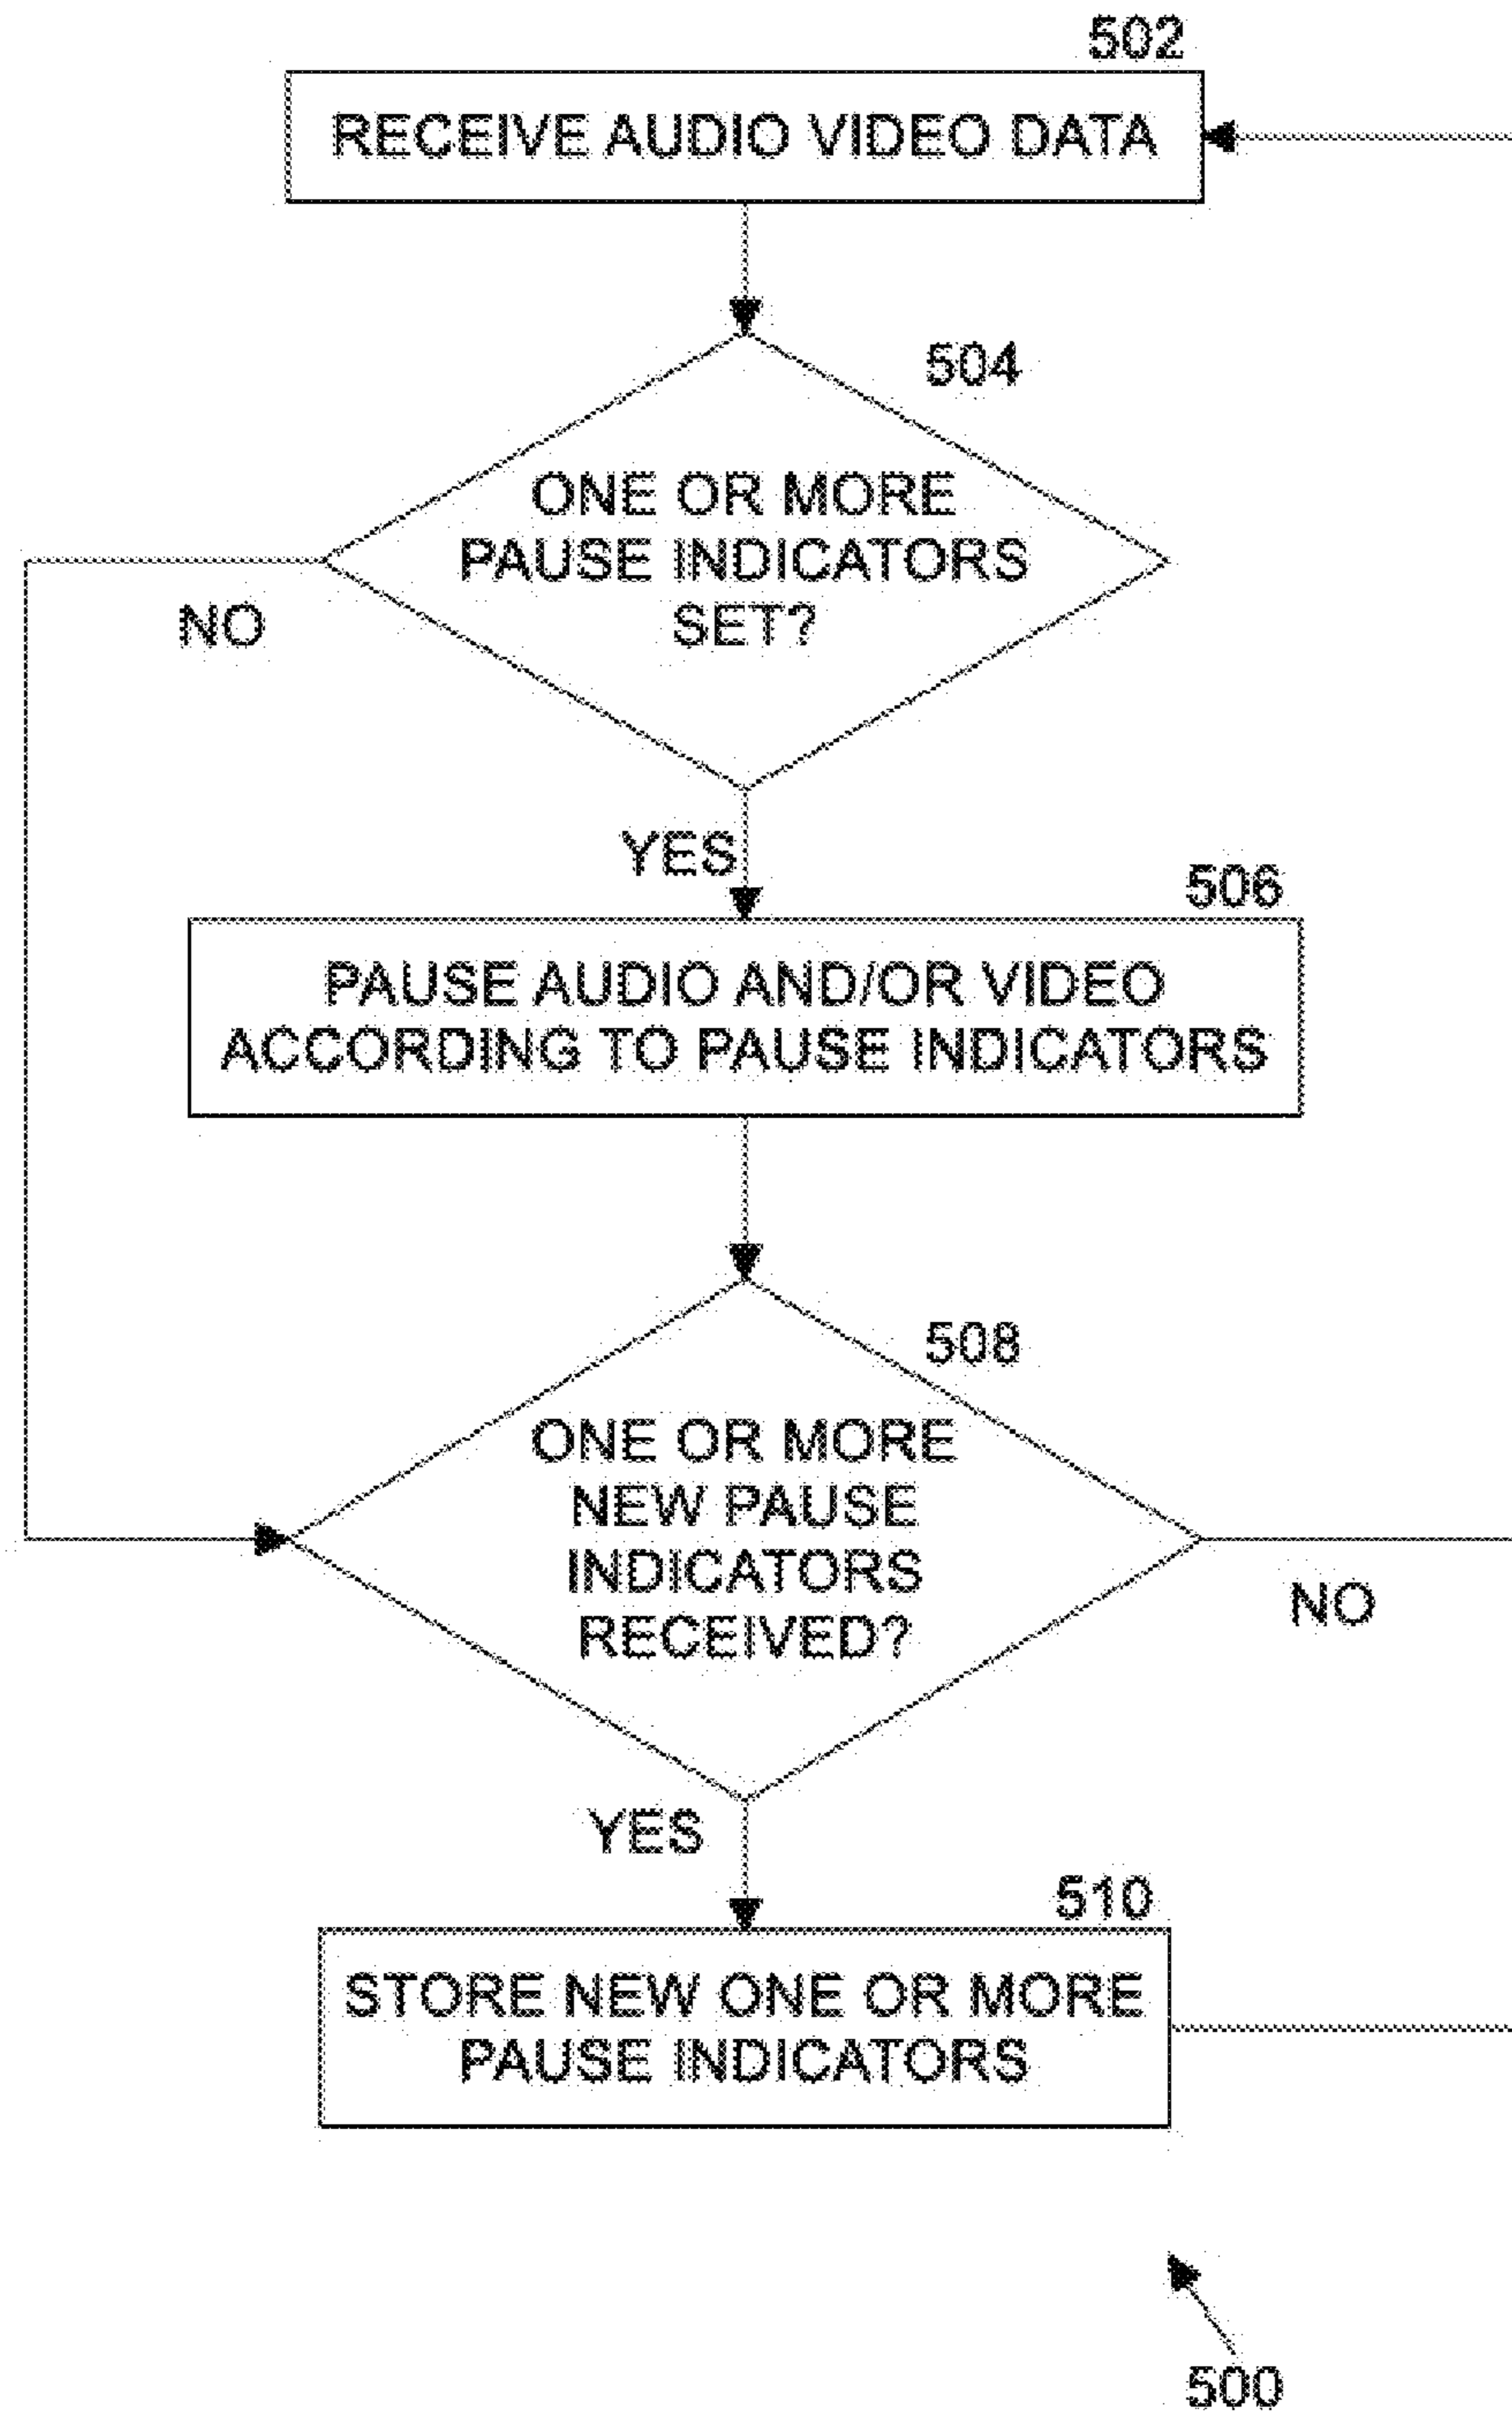 502
RECEIVE AUDIO VIDEO DATA
504
ONE OR MORE
PAUSE INDICATORS
SET?
NO
YES
506
PAUSE AUDIO AND/OR VIDEO
ACCORDING TO PAUSE INDICATORS
508
ONE OR MORE
NEW PAUSE
INDICATORS
RECEIVED?
NO
YES
510
STORE NEW ONE OR MORE
PAUSE INDICATORS
500